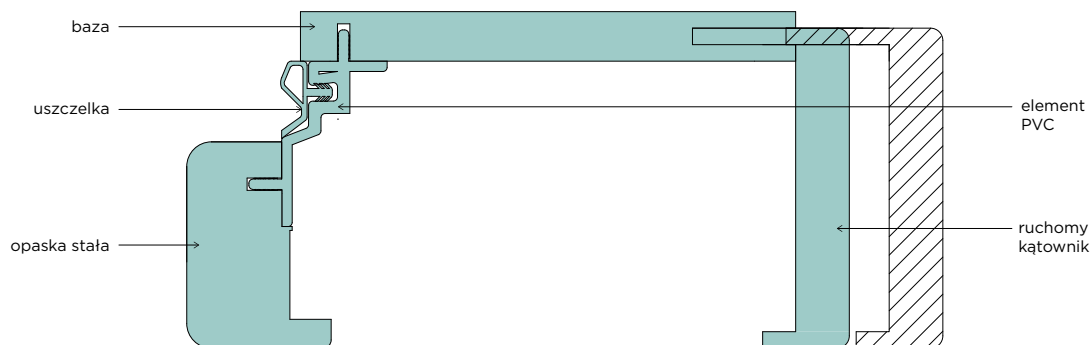 baza
uszczelka
opaska stała
element
PVC
ruchomy
kątownik